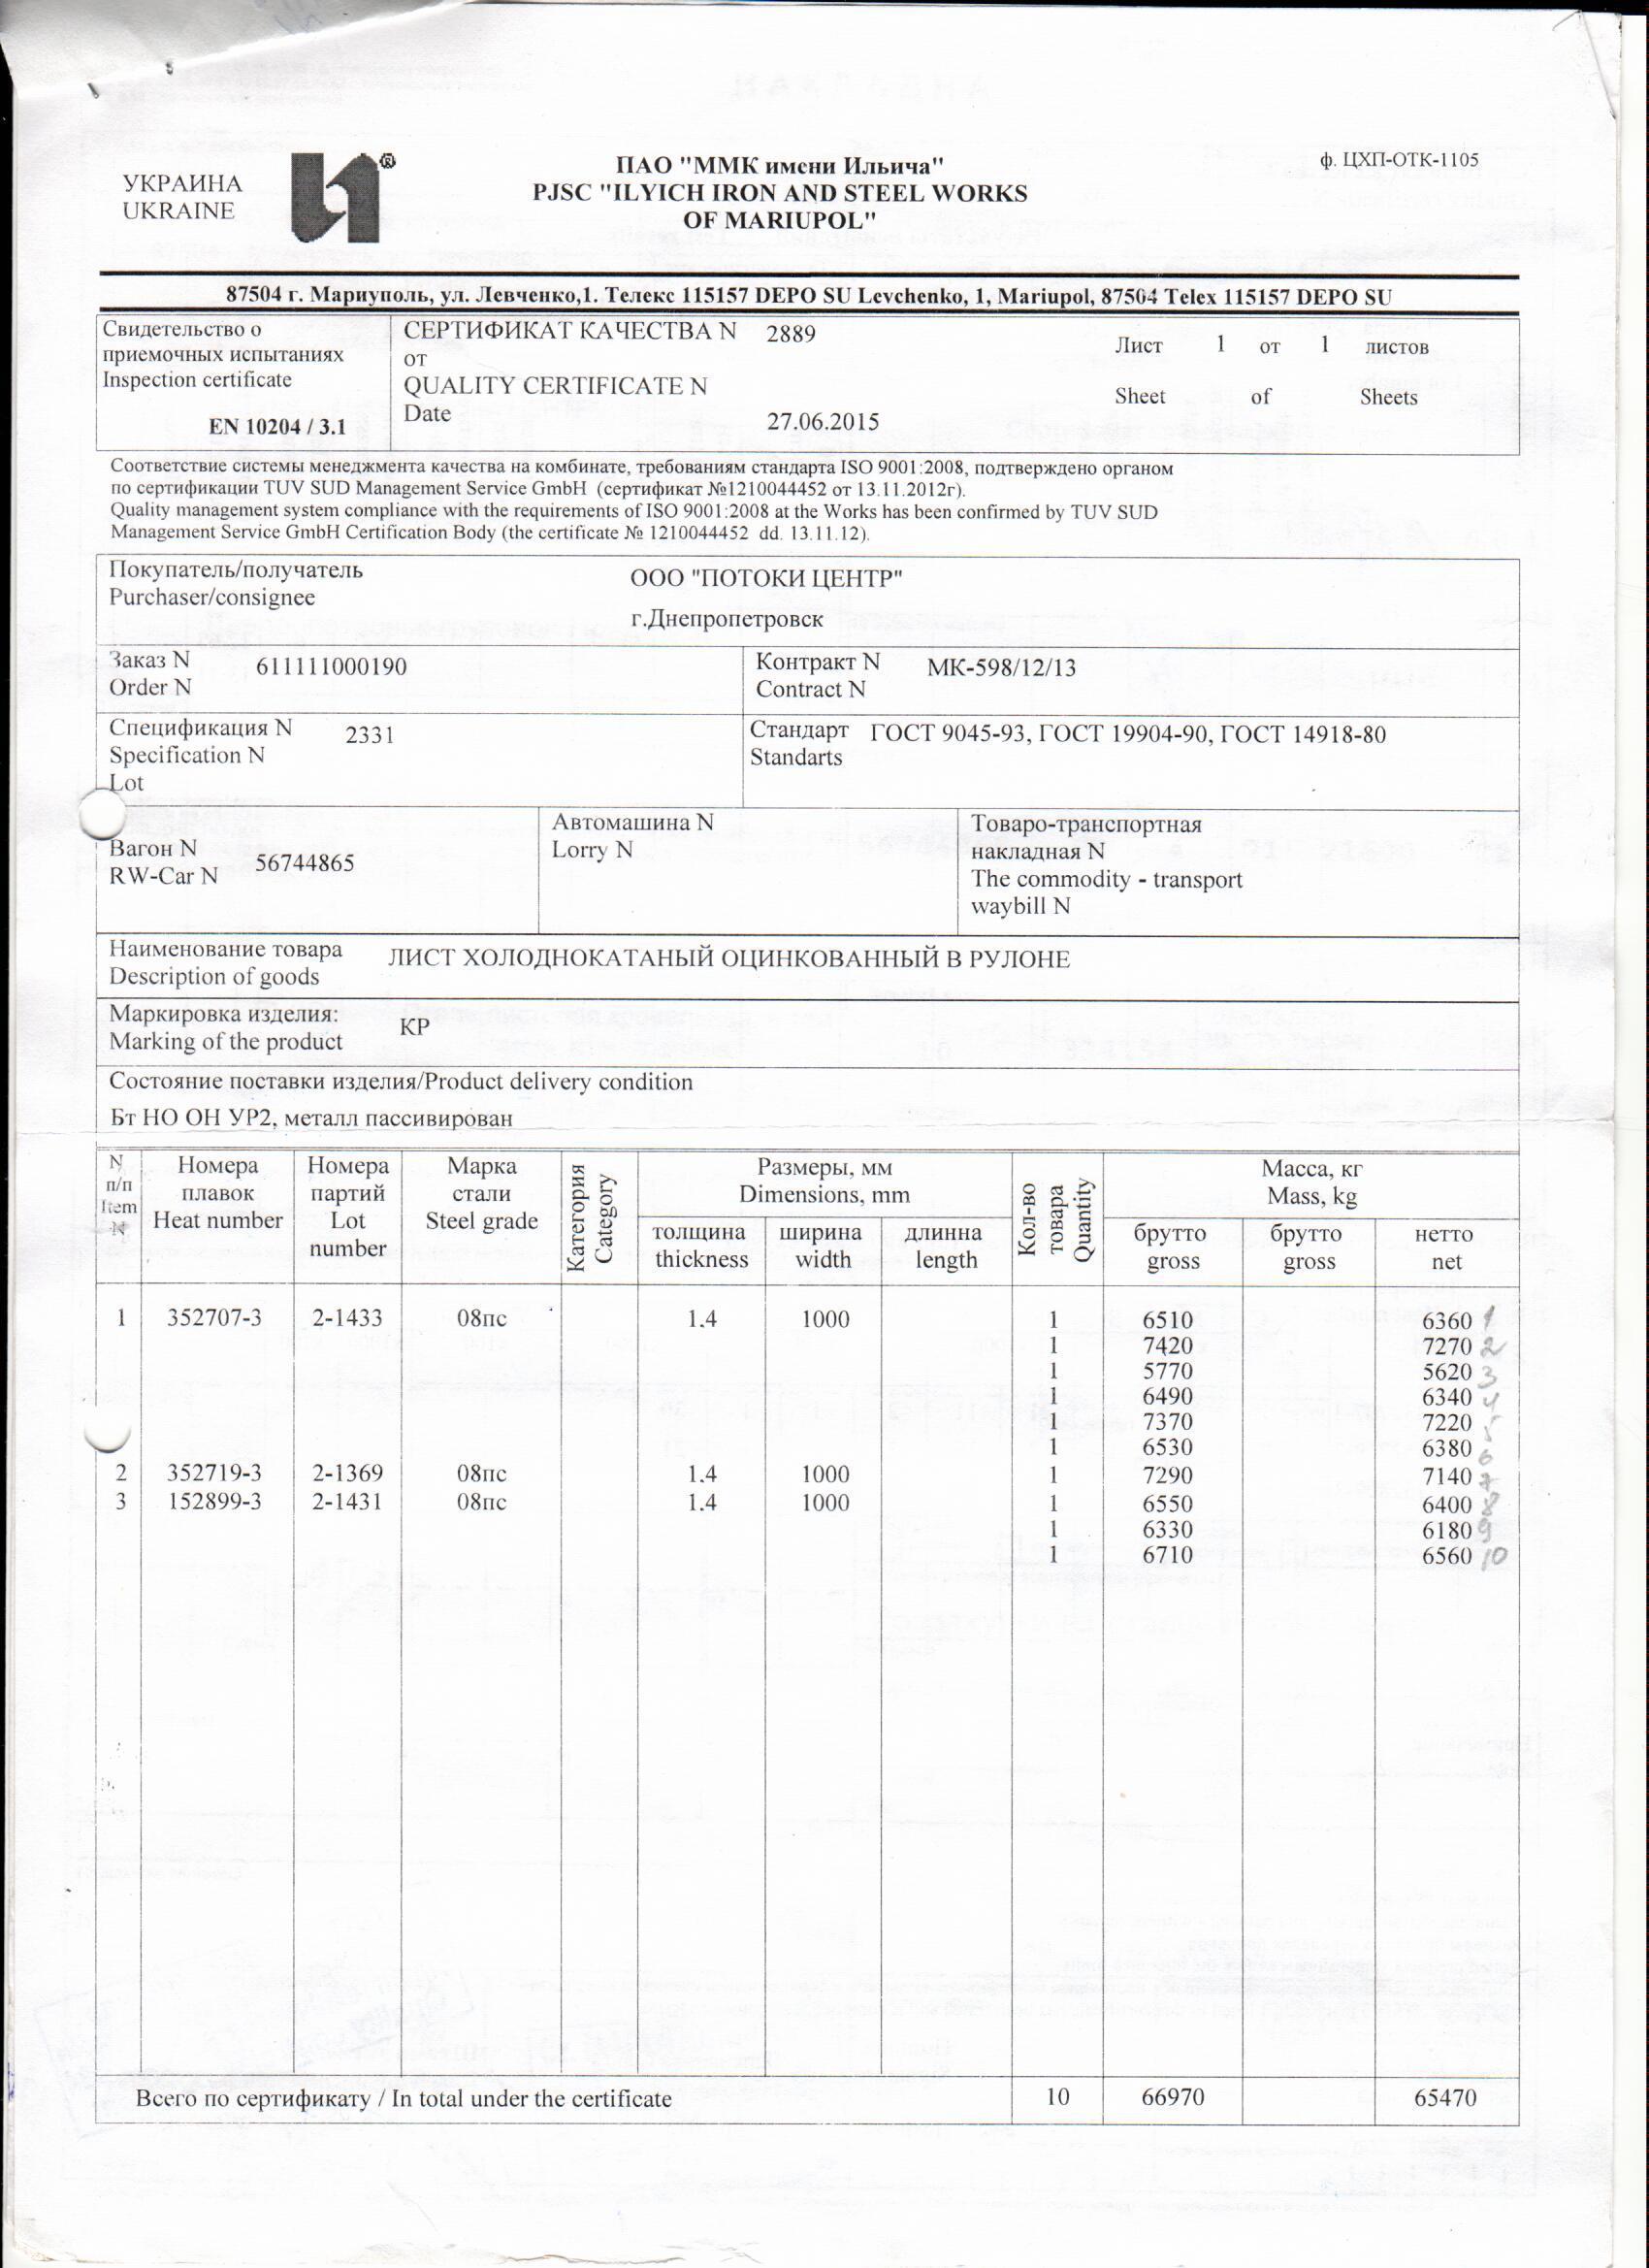 УКРАИНА
UKRAINE
ПАО "ММК имени Ильича"
PJSC "ILYICH IRON AND STEEL WORKS
OF MARIUPOL"
ф. ЦХП-ОТК-1105
87504 г. Мариуполь, ул. Левченко,1. Телекс 115157 DEPO SU Levchenko, 1, Mariupol, 87504 Telex 115157 DEPO SU
Свидетельство о
приемочных испытаниях
Inspection certificate
EN 10204 / 3.1
СЕРТИФИКАТ КАЧЕСТВА N 2889
от
QUALITY CERTIFICATE N
Date
27.06.2015
Лист 1 от 1 листов
Sheet of Sheets
Соответствие системы менеджмента качества на комбинате, требованиям стандарта ISO 9001:2008, подтверждено органом
по сертификации TUV SUD Management Service GmbH (сертификат №1210044452 от 13.11.2012г).
Quality management system compliance with the requirements of ISO 9001:2008 at the Works has been confirmed by TUV SUD
Management Service GmbH Certification Body (the certificate № 1210044452 dd. 13.11.12).
Покупатель/получатель
Purchaser/consignee
ООО "ПОТОКИ ЦЕНТР"
г.Днепропетровск
Заказ N 611111000190
Order N
Контракт N МК-598/12/13
Contract N
Спецификация N 2331
Specification N
Lot
Стандарт ГОСТ 9045-93, ГОСТ 19904-90, ГОСТ 14918-80
Standarts
Вагон N 56744865
RW-Car N
Автомашина N
Lorry N
Товаро-транспортная
накладная N
The commodity - transport
waybill N
Наименование товара ЛИСТ ХОЛОДНОКАТАНЫЙ ОЦИНКОВАННЫЙ В РУЛОНЕ
Description of goods
Маркировка изделия: КР
Marking of the product
Состояние поставки изделия/Product delivery condition
Бт НО ОН УР2, металл пассивирован
N
п/п
Item
N
Номера
плавок
Heat number
Номера
партий
Lot
number
Марка
стали
Steel grade
Категория
Category
Размеры, мм
Dimensions, mm
толщина
thickness
ширина
width
длинна
length
Кол-во
товара
Quantity
Масса, кг
Mass, kg
брутто
gross
брутто
gross
нетто
net
1 352707-3 2-1433 08пс 1.4 1000 1 6510 6360 1
1 7420 7270 2
1 5770 5620 3
1 6490 6340 4
1 7370 7220 5
1 6530 6380 6
2 352719-3 2-1369 08пс 1.4 1000 1 7290 7140 7
3 152899-3 2-1431 08пс 1.4 1000 1 6550 6400 8
1 6330 6180 9
1 6710 6560 10
Всего по сертификату / In total under the certificate 10 66970 65470